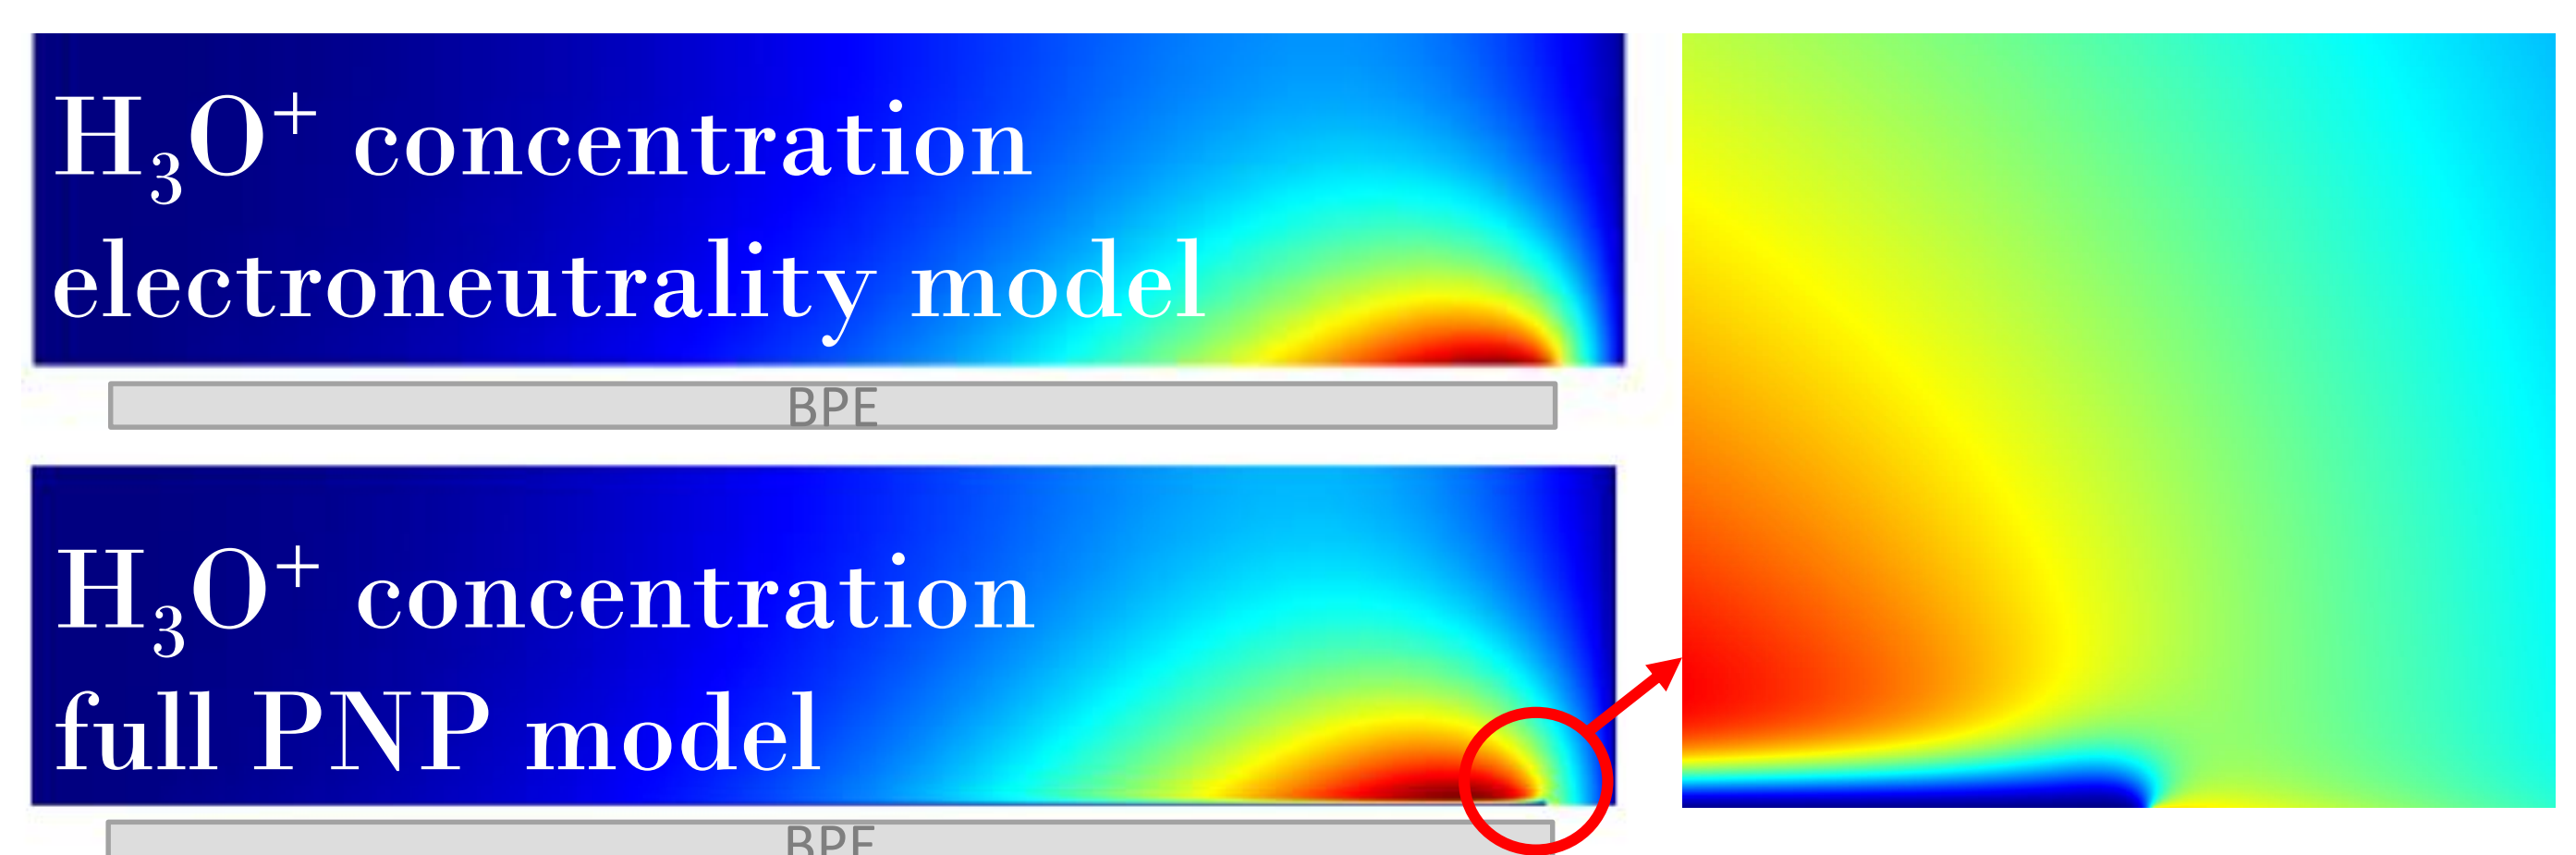 H₃O⁺ concentration
electroneutrality model
BPE
H₃O⁺ concentration
full PNP model
BPE